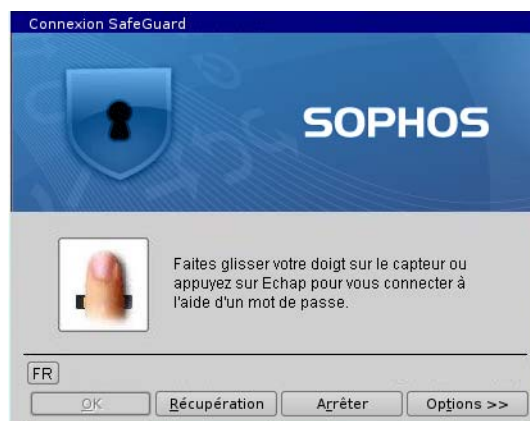 Connexion SafeGuard
SOPHOS
Faites glisser votre doigt sur le capteur ou
appuyez sur Echap pour vous connecter à
l'aide d'un mot de passe.
FR
OK Récupération Arrêter Options >>